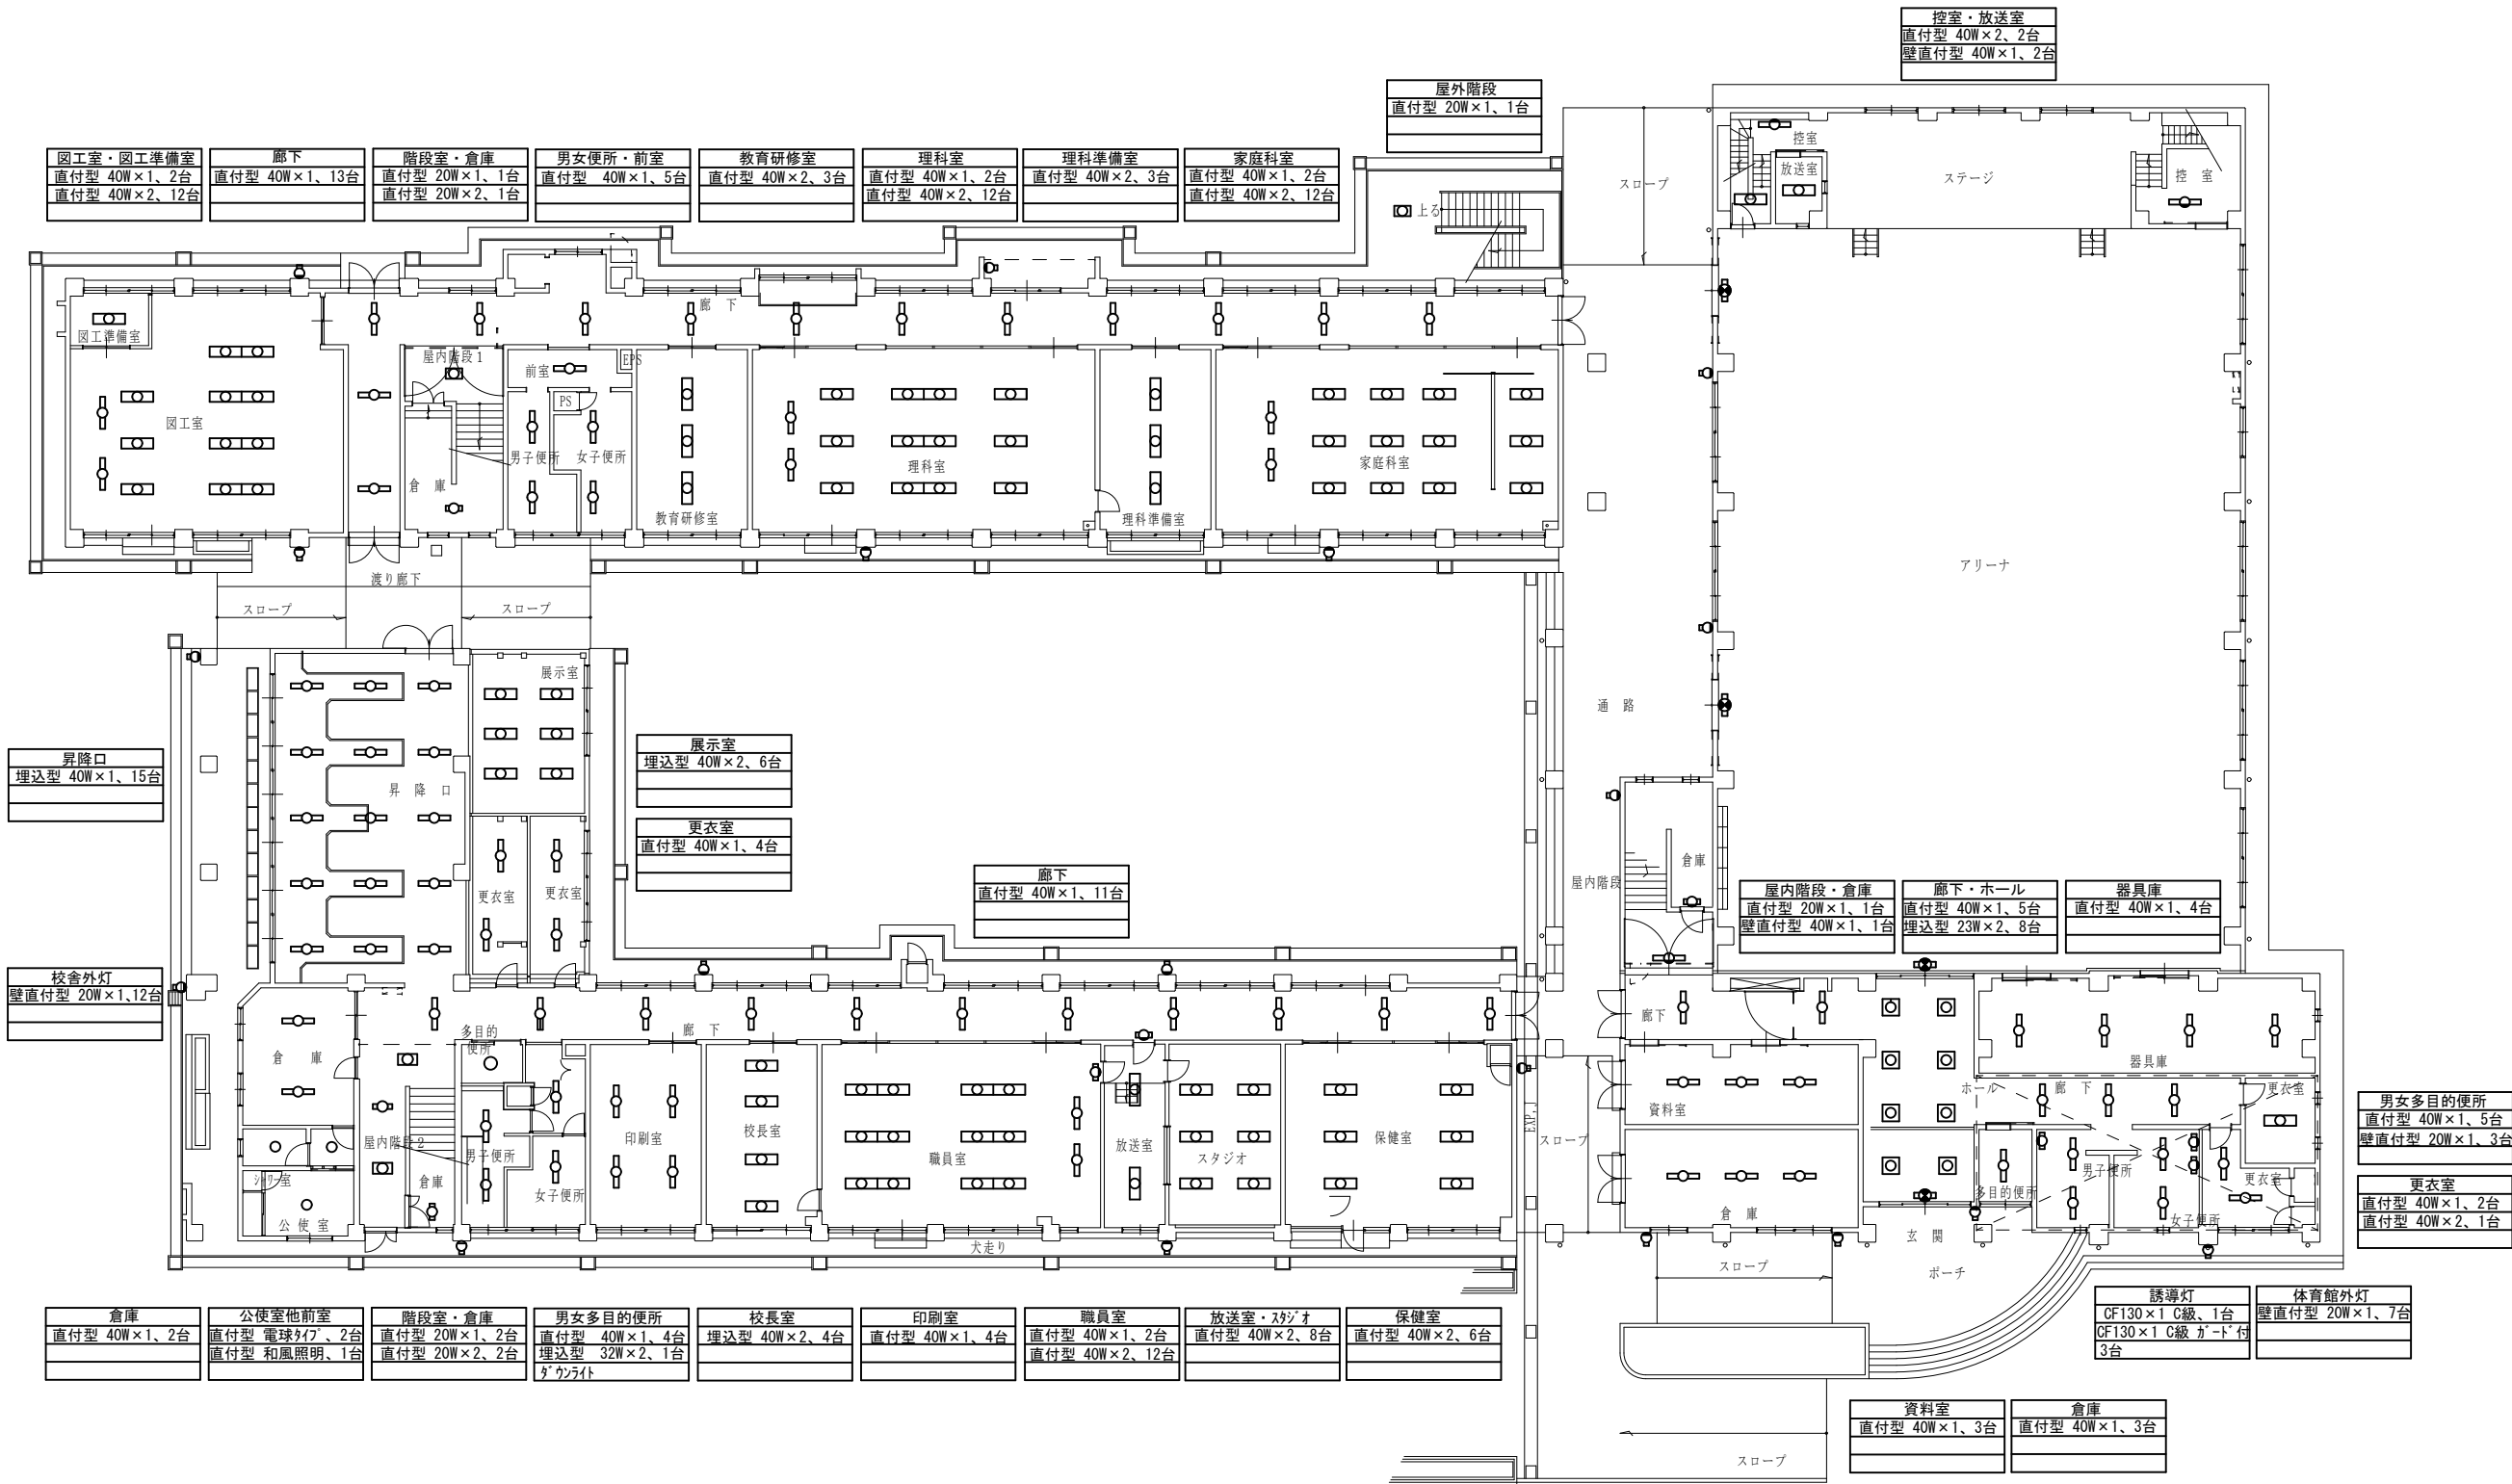 控室・放送室
直付型 40W×2、2台
壁直付型 40W×1、2台
屋外階段
直付型 20W×1、1台
図工室・図工準備室
直付型 40W×1、2台
直付型 40W×2、12台
廊下
直付型 40W×1、13台
階段室・倉庫
直付型 20W×1、1台
直付型 20W×2、1台
男女便所・前室
直付型 40W×1、5台
教育研修室
直付型 40W×2、3台
理科室
直付型 40W×1、2台
直付型 40W×2、12台
理科準備室
直付型 40W×2、3台
家庭科室
直付型 40W×1、2台
直付型 40W×2、12台
控室
放送室
ステージ
控 室
スロープ
上る
廊 下
図工準備室
屋内階段1
前室
EPS
PS
図工室
倉 庫
男子便所
女子便所
教育研修室
理科室
理科準備室
家庭科室
渡り廊下
スロープ
スロープ
アリーナ
通 路
展示室
昇 降 口
更衣室
更衣室
昇降口
埋込型 40W×1、15台
展示室
埋込型 40W×2、6台
更衣室
直付型 40W×1、4台
廊下
直付型 40W×1、11台
倉庫
屋内階段
屋内階段・倉庫
直付型 20W×1、1台
壁直付型 40W×1、1台
廊下・ホール
直付型 40W×1、5台
埋込型 23W×2、8台
器具庫
直付型 40W×1、4台
校舎外灯
壁直付型 20W×1、12台
多目的
便所
廊 下
廊下
倉 庫
屋内階段2
男子便所
女子便所
印刷室
校長室
職員室
放送室
スタジオ
保健室
倉庫
シャワー室
公 使 室
犬走り
EXP.J
スロープ
資料室
倉 庫
ホール
廊 下
器具庫
更衣室
男子便所
多目的便所
更衣室
女子便所
玄 関
ポーチ
スロープ
男女多目的便所
直付型 40W×1、5台
壁直付型 20W×1、3台
更衣室
直付型 40W×1、2台
直付型 40W×2、1台
倉庫
直付型 40W×1、2台
公使室他前室
直付型 電球タイプ、2台
直付型 和風照明、1台
階段室・倉庫
直付型 20W×1、2台
直付型 20W×2、2台
男女多目的便所
直付型 40W×1、4台
埋込型 32W×2、1台
ダウンライト
校長室
埋込型 40W×2、4台
印刷室
直付型 40W×1、4台
職員室
直付型 40W×1、2台
直付型 40W×2、12台
放送室・スタジオ
直付型 40W×2、8台
保健室
直付型 40W×2、6台
誘導灯
CF130×1 C級、1台
CF130×1 C級 ガード付
3台
体育館外灯
壁直付型 20W×1、7台
資料室
直付型 40W×1、3台
倉庫
直付型 40W×1、3台
スロープ